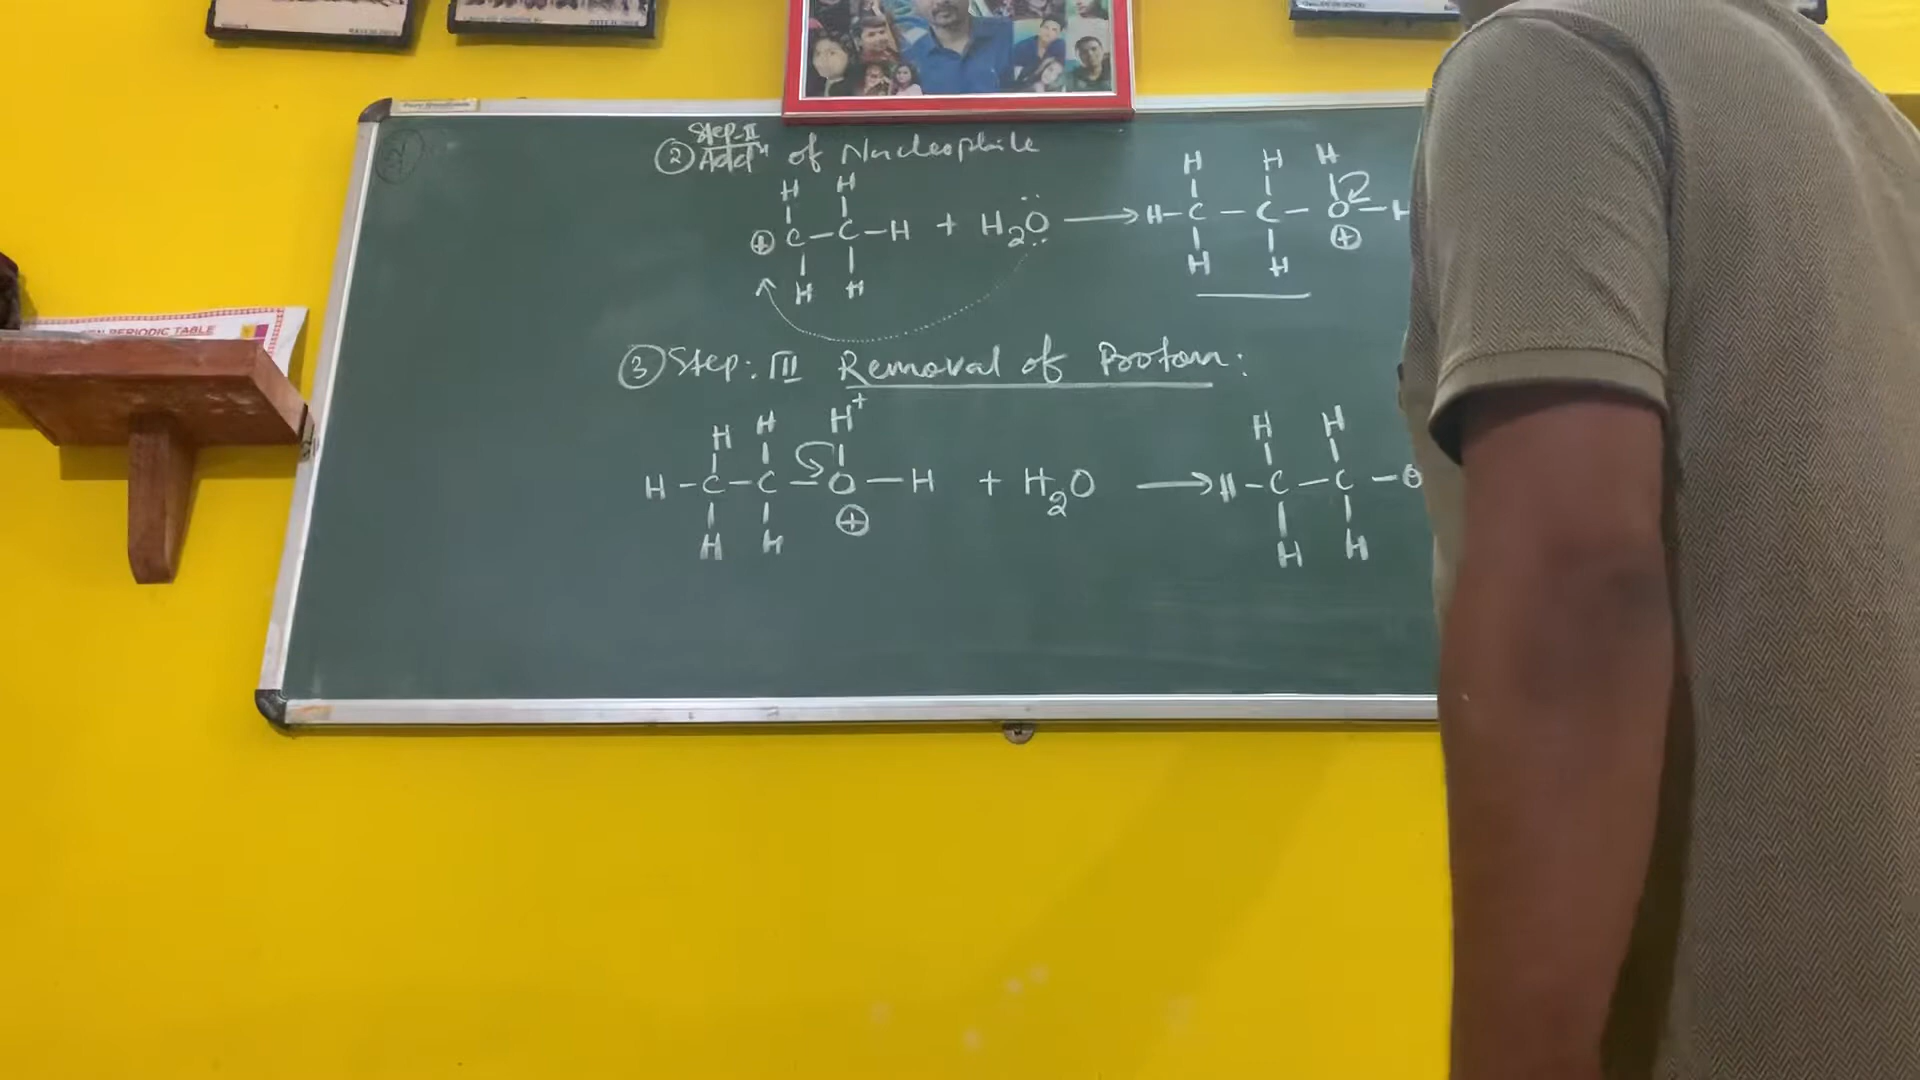 Step-II
② Addⁿ of Nucleophile
H H H H H
⊕ C – C – H + H₂O ⟶ H – C – C – O – H
H H H H ⊕
③ Step: III Removal of Proton:
H H H⁺ H H
H – C – C – O – H + H₂O ⟶ H – C – C – O
H H ⊕ H H
PERIODIC TABLE